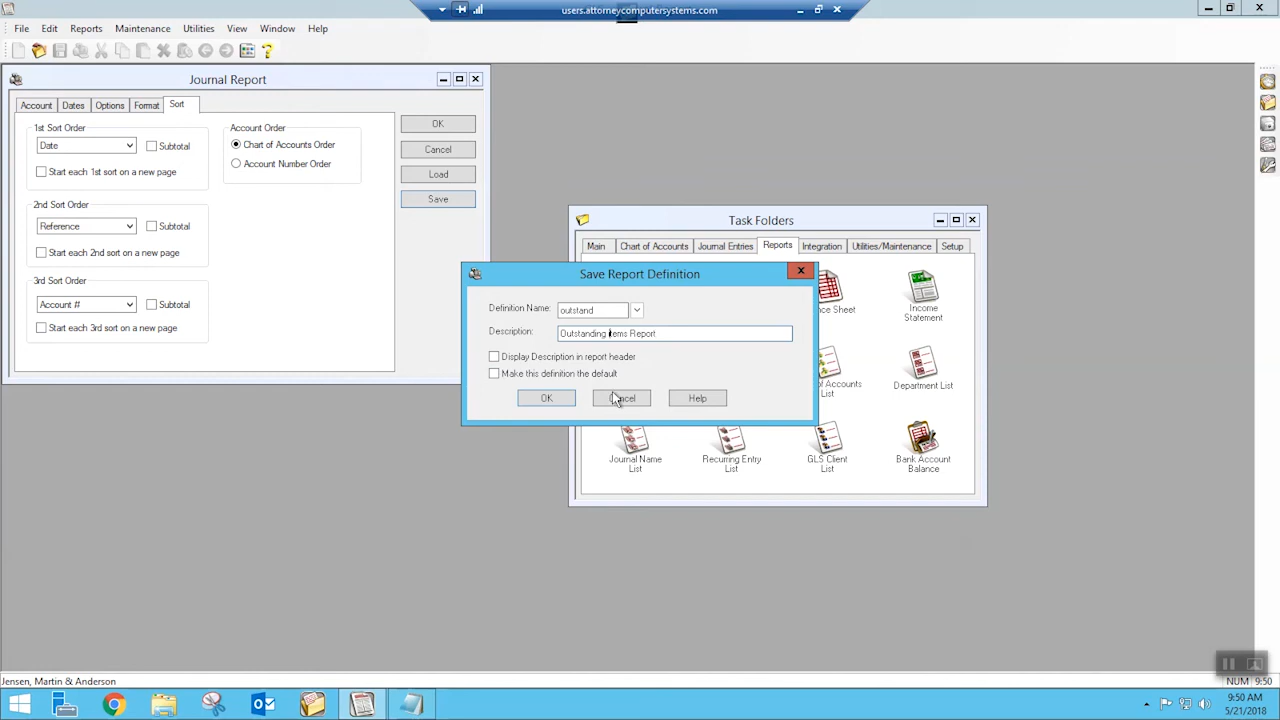 users.attorneycomputersystems.com
File Edit Reports Maintenance Utilities View Window Help
Journal Report
Account Dates Options Format Sort
1st Sort Order
Date
Subtotal
Start each 1st sort on a new page
Account Order
Chart of Accounts Order
Account Number Order
OK
Cancel
Load
Save
2nd Sort Order
Reference
Subtotal
Start each 2nd sort on a new page
3rd Sort Order
Account #
Subtotal
Start each 3rd sort on a new page
Task Folders
Main Chart of Accounts Journal Entries Reports Integration Utilities/Maintenance Setup
Save Report Definition
Definition Name: outstand
Description: Outstanding Items Report
Display Description in report header
Make this definition the default
OK Help
Sheet
Income
Statement
of Accounts
List
Department List
Journal Name
List
Recurring Entry
List
GLS Client
List
Bank Account
Balance
Jensen, Martin & Anderson
NUM 9:50
9:50 AM
5/21/2018